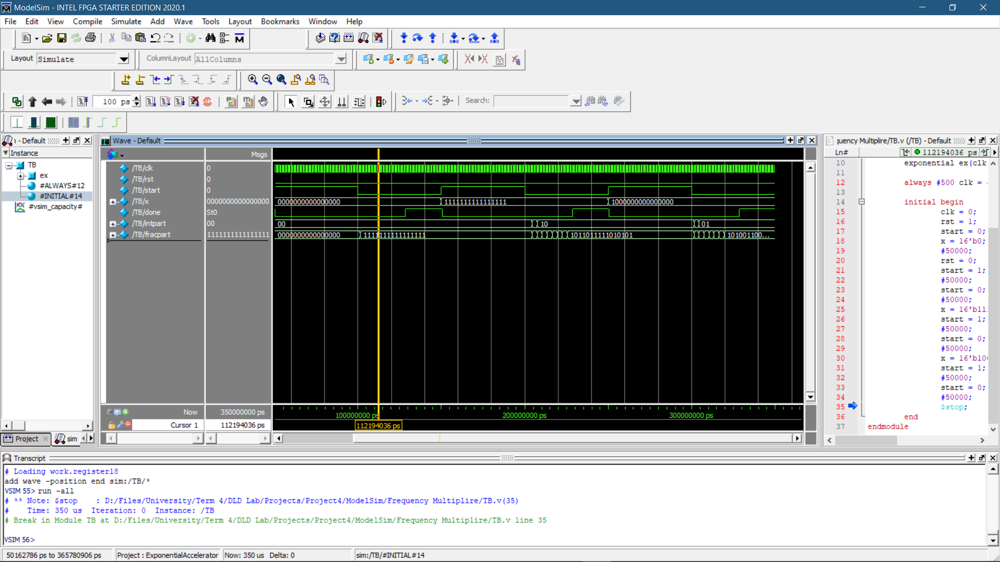 ModelSim - INTEL FPGA STARTER EDITION 2020.1
File Edit View Compile Simulate Add Wave Tools Layout Bookmarks Window Help
Layout Simulate ColumnLayout AllColumns
100 ps Search:
- Default
Instance
TB
ex
#ALWAYS#12
#INITIAL#14
#vsim_capacity#
Project sim
Wave - Default
Msgs
/TB/clk 0
/TB/rst 0
/TB/start 0
/TB/x 0000000000000000 0000000000000000 1111111111111111 1000000000000000
/TB/done St0
/TB/intpart 00 00 10 01
/TB/fracpart 1111111111111111 0000000000000000 1111111111111111 1011011111010101 101001100...
Now 350000000 ps 100000000 ps 200000000 ps 300000000 ps
Cursor 1 112194036 ps 112194036 ps
quency Multiplire/TB.v (/TB) - Default
Ln# 112194036 ps
10 exponential ex(clk
11
12 always #500 clk =
13
14 initial begin
15 clk = 0;
16 rst = 1;
17 start = 0;
18 x = 16'b0;
19 #50000;
20 rst = 0;
21 start = 1;
22 #50000;
23 start = 0;
24 #50000;
25 x = 16'b11
26 start = 1;
27 #50000;
28 start = 0;
29 #50000;
30 x = 16'b10
31 start = 1;
32 #50000;
33 start = 0;
34 #50000;
35 $stop;
36 end
37 endmodule
Transcript
# Loading work.register18
add wave -position end sim:/TB/*
VSIM 55> run -all
# ** Note: $stop    : D:/Files/University/Term 4/DLD Lab/Projects/Project4/ModelSim/Frequency Multiplire/TB.v(35)
#    Time: 350 us  Iteration: 0  Instance: /TB
# Break in Module TB at D:/Files/University/Term 4/DLD Lab/Projects/Project4/ModelSim/Frequency Multiplire/TB.v line 35
VSIM 56>
50162786 ps to 365780906 ps Project : ExponentialAccelerator Now: 350 us Delta: 0 sim:/TB/#INITIAL#14